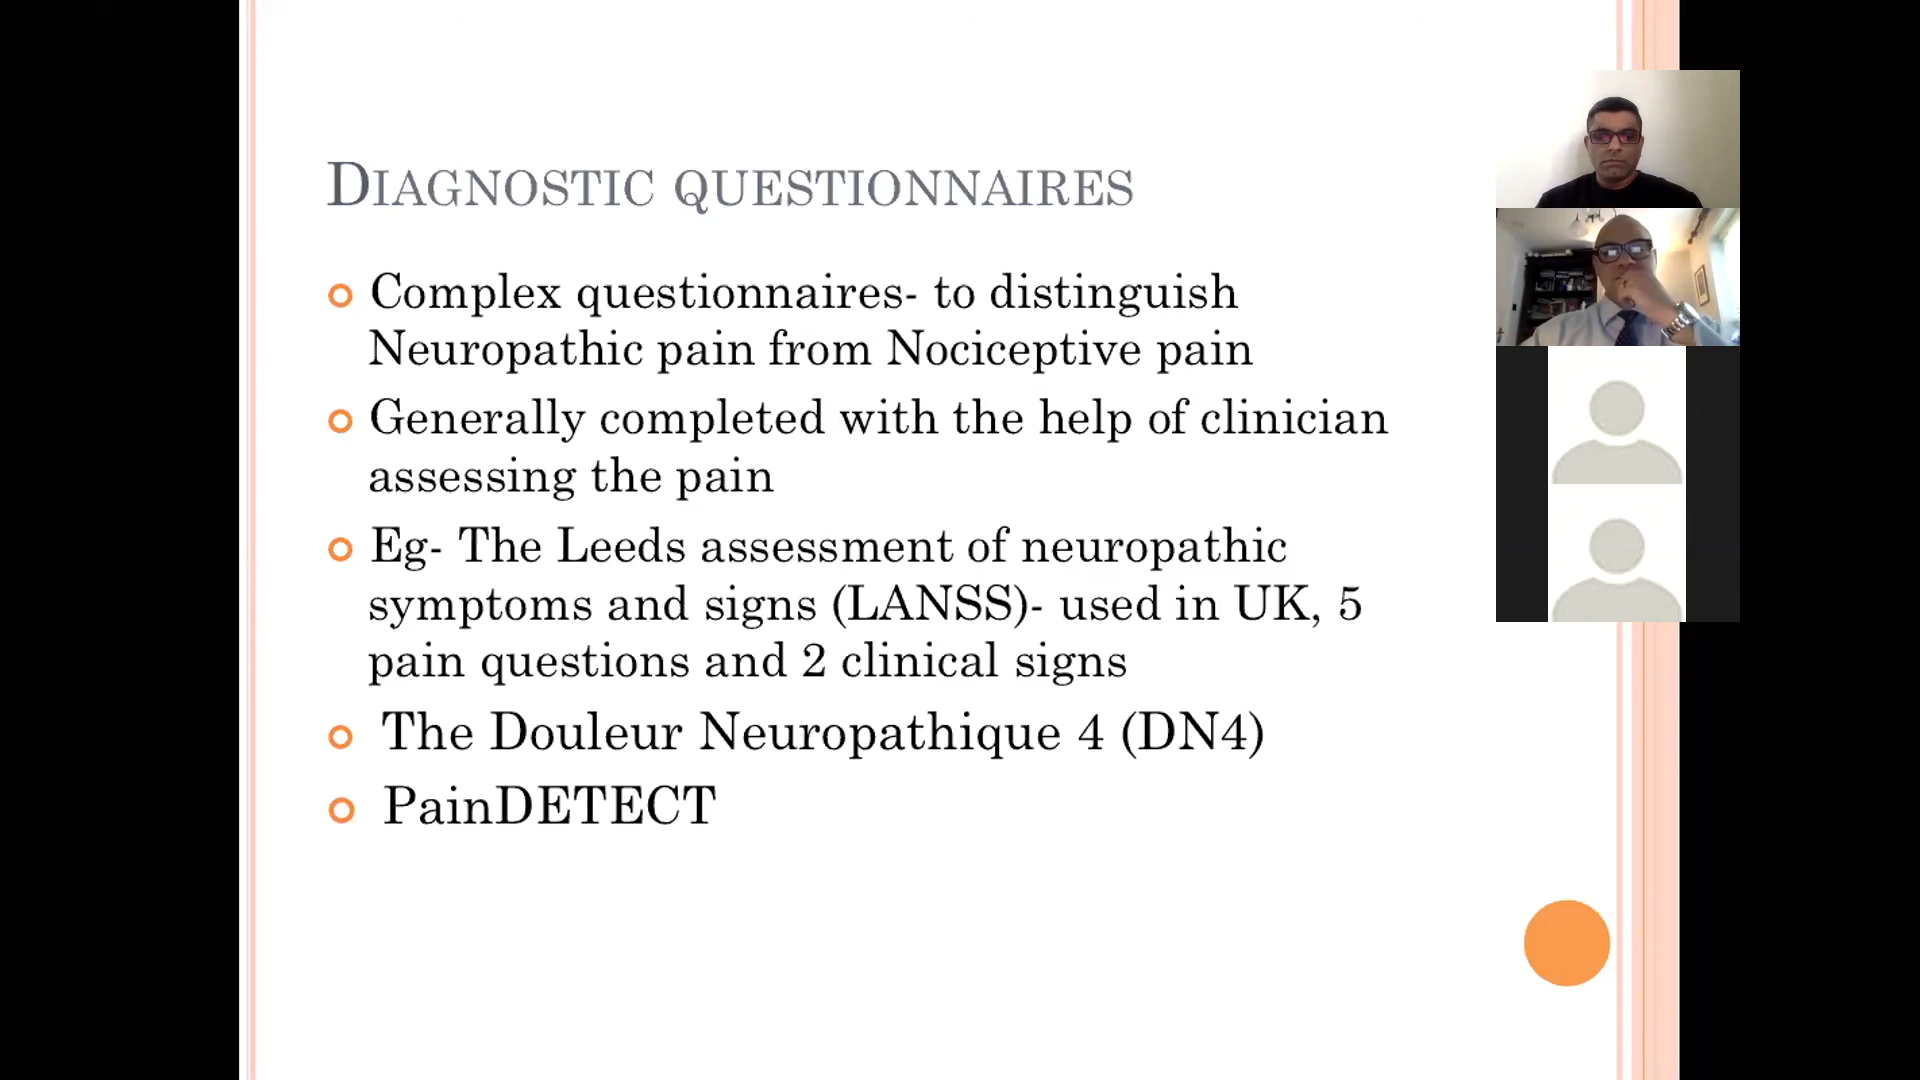 DIAGNOSTIC QUESTIONNAIRES
Complex questionnaires- to distinguish
Neuropathic pain from Nociceptive pain
Generally completed with the help of clinician
assessing the pain
Eg- The Leeds assessment of neuropathic
symptoms and signs (LANSS)- used in UK, 5
pain questions and 2 clinical signs
The Douleur Neuropathique 4 (DN4)
PainDETECT